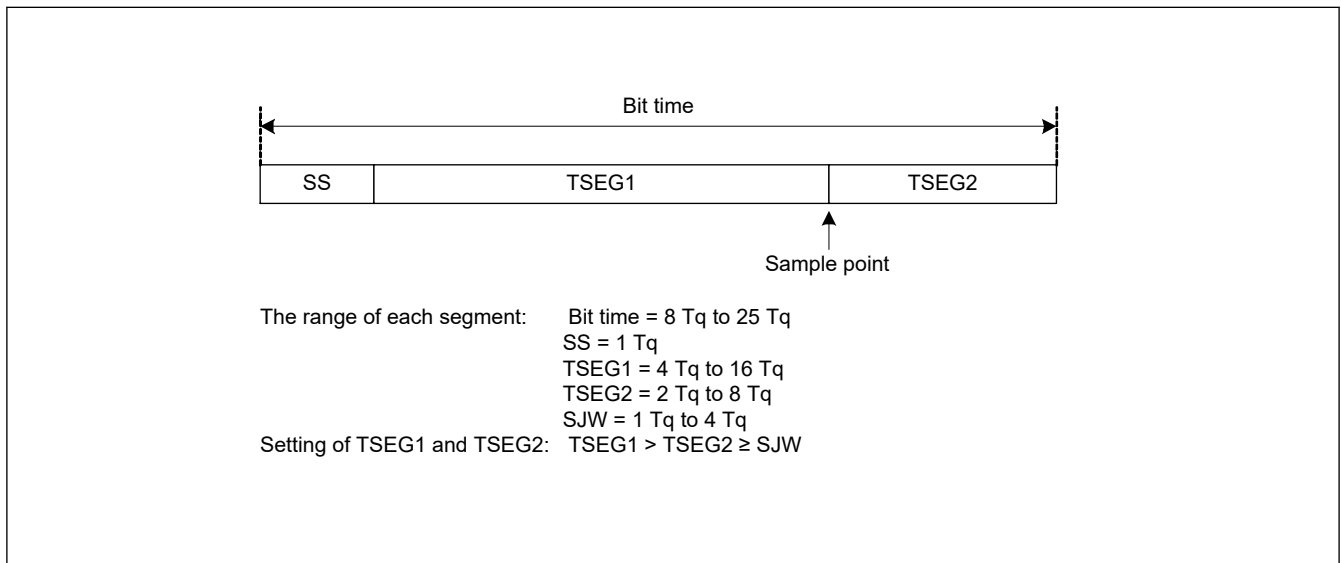 Bit time
SS TSEG1 TSEG2
Sample point
The range of each segment: Bit time = 8 Tq to 25 Tq
SS = 1 Tq
TSEG1 = 4 Tq to 16 Tq
TSEG2 = 2 Tq to 8 Tq
SJW = 1 Tq to 4 Tq
Setting of TSEG1 and TSEG2: TSEG1 > TSEG2 ≥ SJW